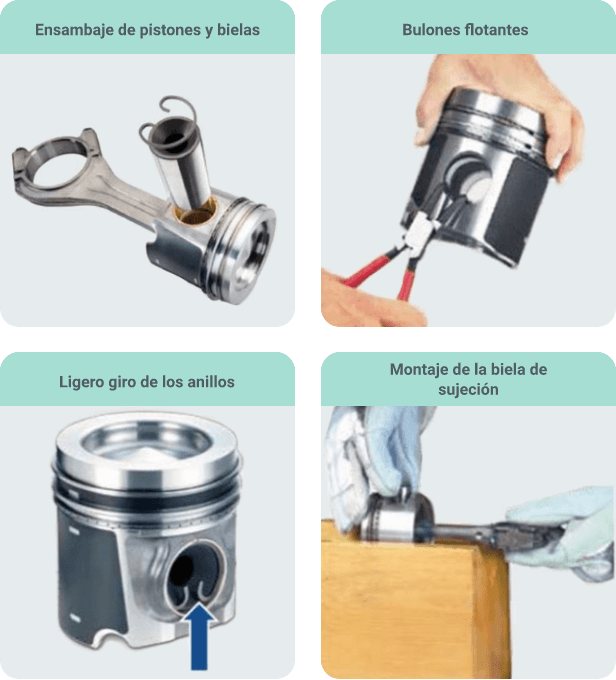 Ensambaje de pistones y bielas
Bulones flotantes
Ligero giro de los anillos
Montaje de la biela de
sujeción